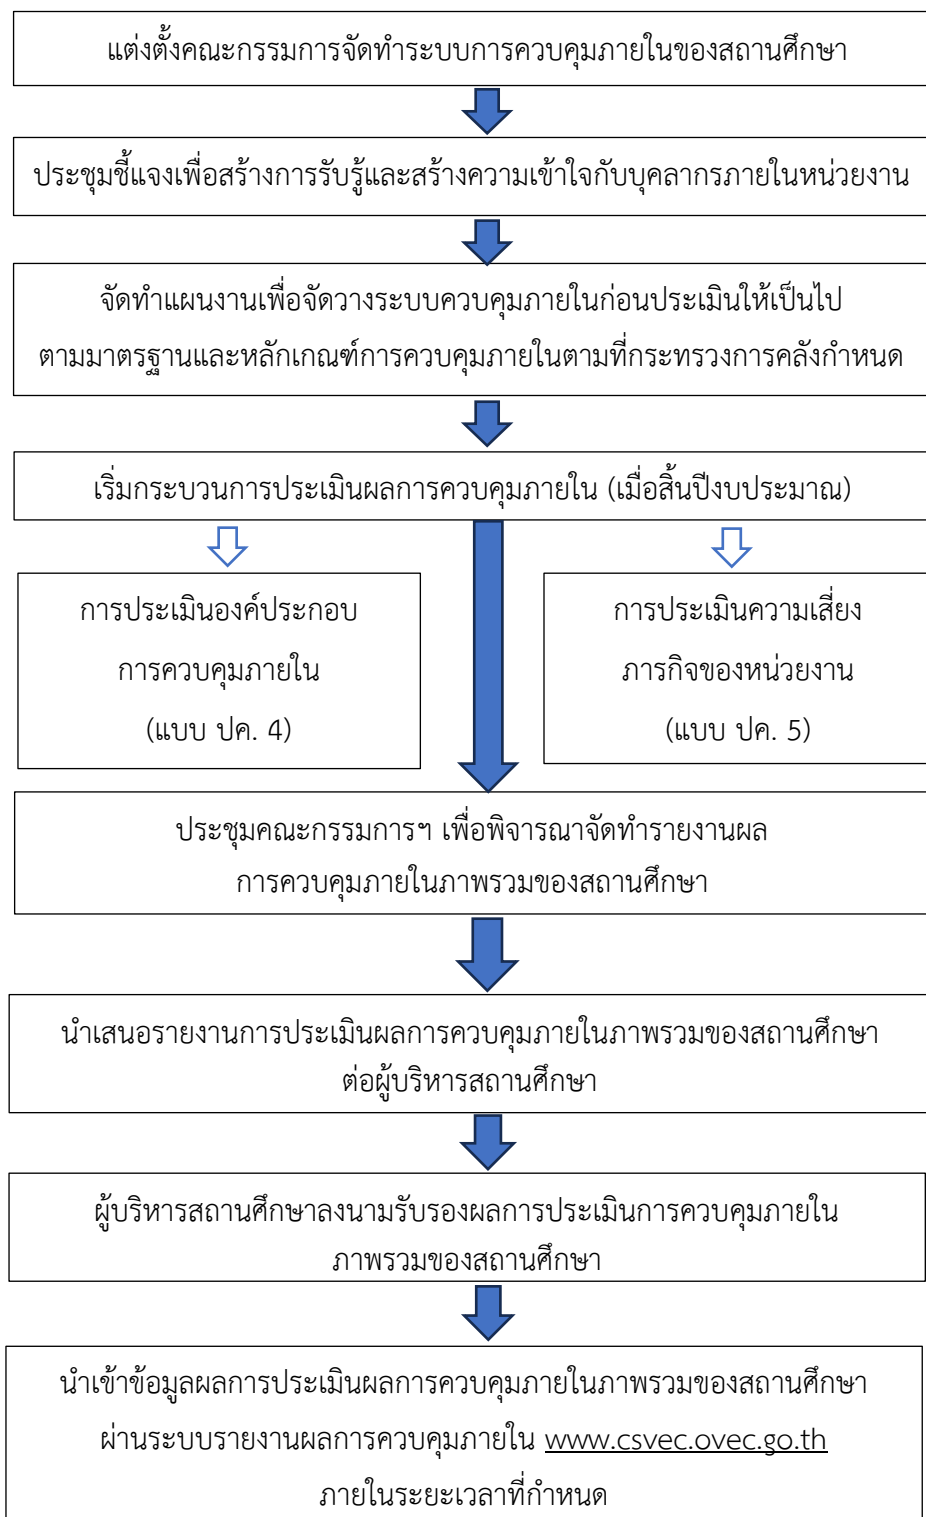 แต่งตั้งคณะกรรมการจัดทำระบบการควบคุมภายในของสถานศึกษา
ประชุมชี้แจงเพื่อสร้างการรับรู้และสร้างความเข้าใจกับบุคลากรภายในหน่วยงาน
จัดทำแผนงานเพื่อจัดวางระบบควบคุมภายในก่อนประเมินให้เป็นไป
ตามมาตรฐานและหลักเกณฑ์การควบคุมภายในตามที่กระทรวงการคลังกำหนด
เริ่มกระบวนการประเมินผลการควบคุมภายใน (เมื่อสิ้นปีงบประมาณ)
การประเมินองค์ประกอบ
การควบคุมภายใน
(แบบ ปค. 4)
การประเมินความเสี่ยง
ภารกิจของหน่วยงาน
(แบบ ปค. 5)
ประชุมคณะกรรมการฯ เพื่อพิจารณาจัดทำรายงานผล
การควบคุมภายในภาพรวมของสถานศึกษา
นำเสนอรายงานการประเมินผลการควบคุมภายในภาพรวมของสถานศึกษา
ต่อผู้บริหารสถานศึกษา
ผู้บริหารสถานศึกษาลงนามรับรองผลการประเมินการควบคุมภายใน
ภาพรวมของสถานศึกษา
นำเข้าข้อมูลผลการประเมินผลการควบคุมภายในภาพรวมของสถานศึกษา
ผ่านระบบรายงานผลการควบคุมภายใน www.csvec.ovec.go.th
ภายในระยะเวลาที่กำหนด